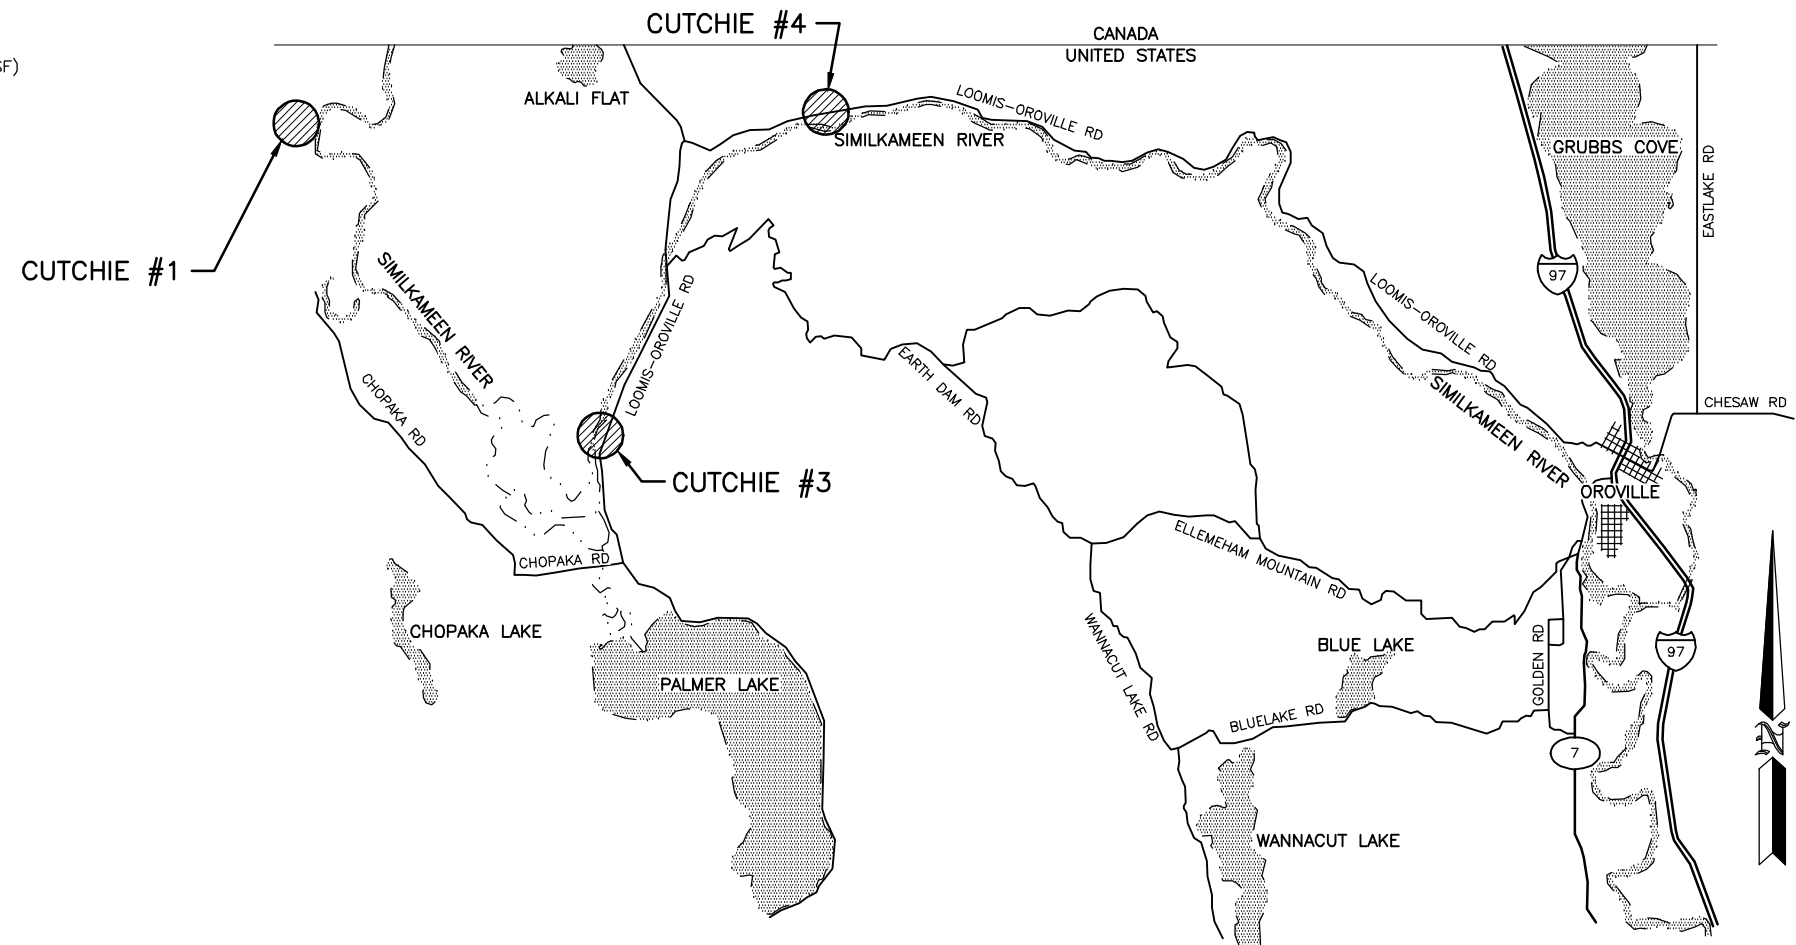 CUTCHIE #4
CANADA
UNITED STATES
SF)
ALKALI FLAT
LOOMIS-OROVILLE RD
SIMILKAMEEN RIVER
GRUBBS COVE
EASTLAKE RD
CUTCHIE #1
SIMILKAMEEN RIVER
LOOMIS-OROVILLE RD
97
LOOMIS-OROVILLE RD
CHOPAKA RD
EARTH DAM RD
SIMILKAMEEN RIVER
CHESAW RD
CUTCHIE #3
OROVILLE
ELLEMEHAM MOUNTAIN RD
CHOPAKA RD
CHOPAKA LAKE
WANNACUT LAKE RD
BLUE LAKE
GOLDEN RD
97
PALMER LAKE
BLUELAKE RD
7
N
WANNACUT LAKE